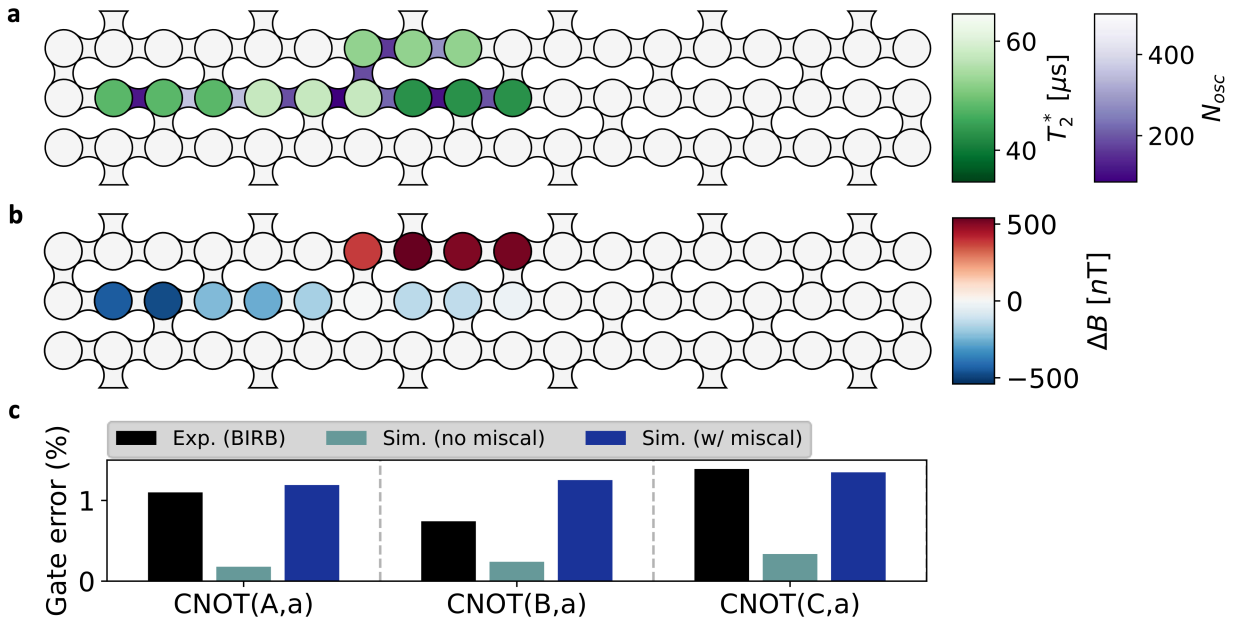 a
60
40
T₂* [μs]
400
200
N_osc
b
500
0
−500
ΔB [nT]
c
Exp. (BIRB)
Sim. (no miscal)
Sim. (w/ miscal)
Gate error (%)
1
0
CNOT(A,a)
CNOT(B,a)
CNOT(C,a)